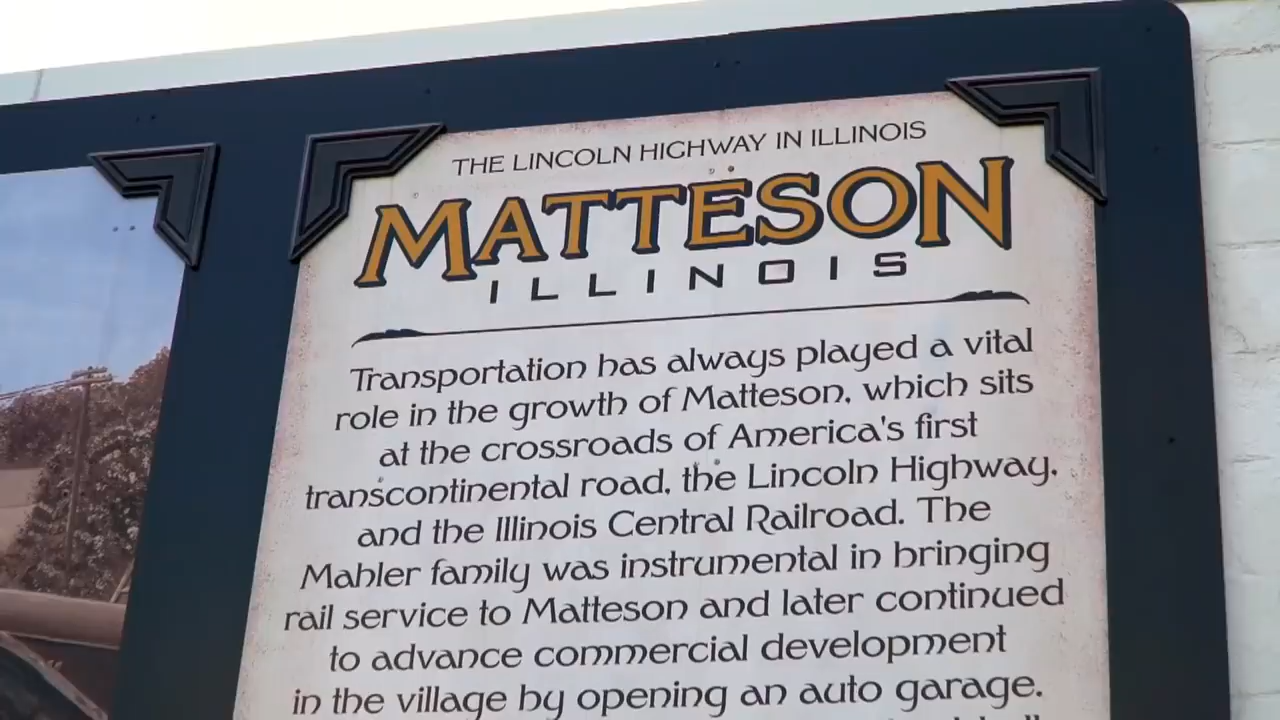 THE LINCOLN HIGHWAY IN ILLINOIS
MATTESON
ILLINOIS
Transportation has always played a vital
role in the growth of Matteson, which sits
at the crossroads of America's first
transcontinental road, the Lincoln Highway,
and the Illinois Central Railroad. The
Mahler family was instrumental in bringing
rail service to Matteson and later continued
to advance commercial development
in the village by opening an auto garage.